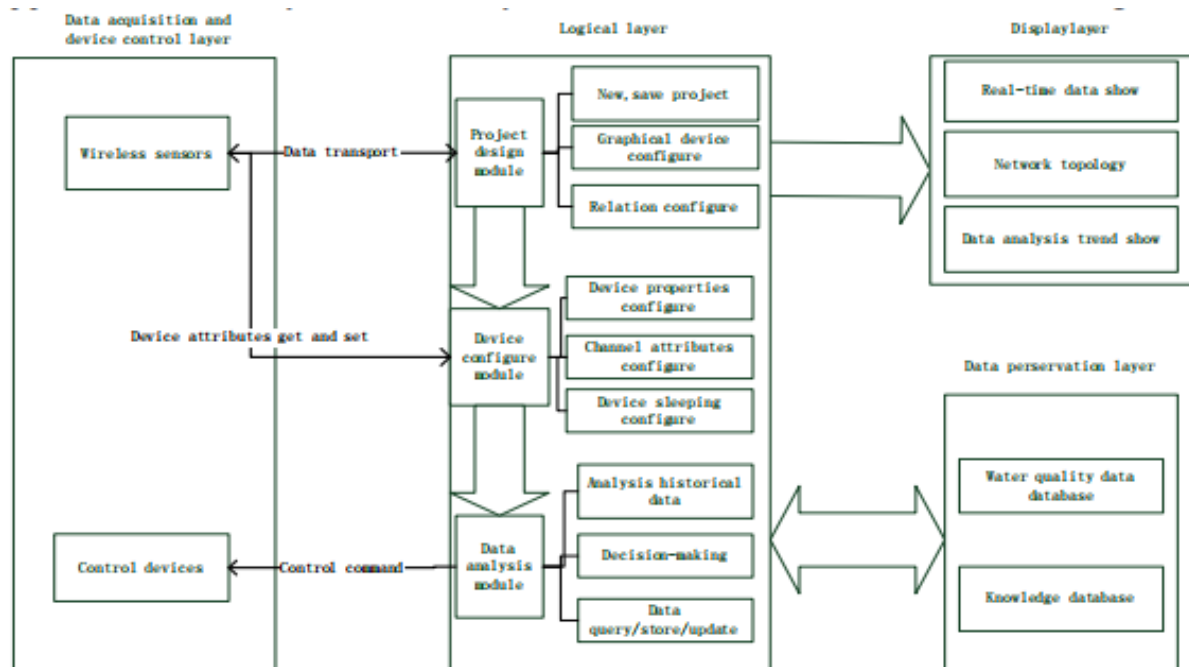 Data acquisition and
device control layer
Logical layer
Displaylayer
Wireless sensors
Data transport
Project
design
module
New,save project
Graphical device
configure
Relation configure
Real-time data show
Network topology
Data analysis trend show
Device attributes get and set
Device
configure
module
Device properties
configure
Channel attributes
configure
Device sleeping
configure
Data perservation layer
Water quality data
database
Knowledge database
Control devices
Control command
Data
analysis
module
Analysis historical
data
Decision-making
Data
query/store/update